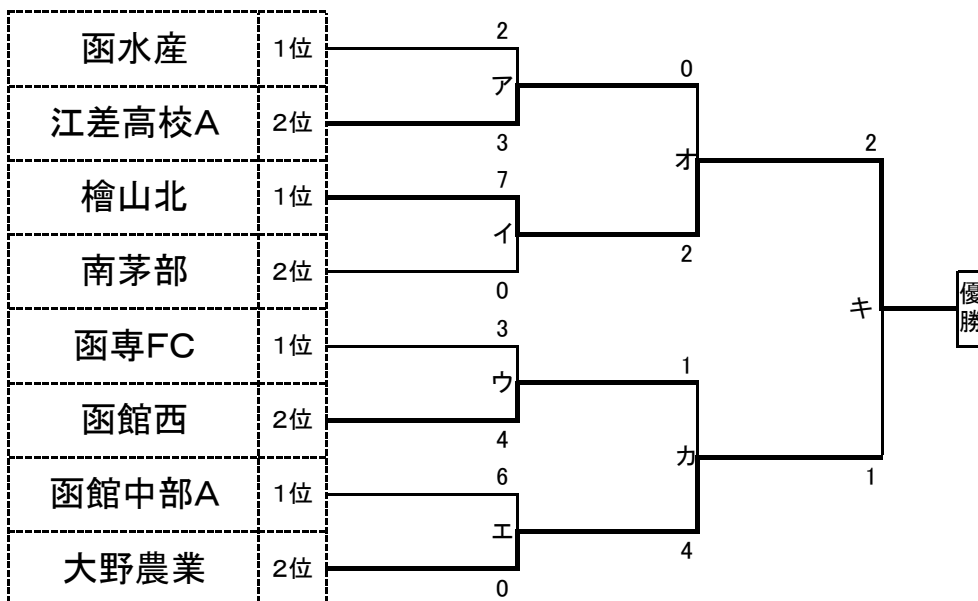 函水産 1位
江差高校A 2位
檜山北 1位
南茅部 2位
函専FC 1位
函館西 2位
函館中部A 1位
大野農業 2位
2
ア
3
7
イ
0
3
ウ
4
6
エ
0
0
オ
2
1
カ
4
2
キ
1
優
勝